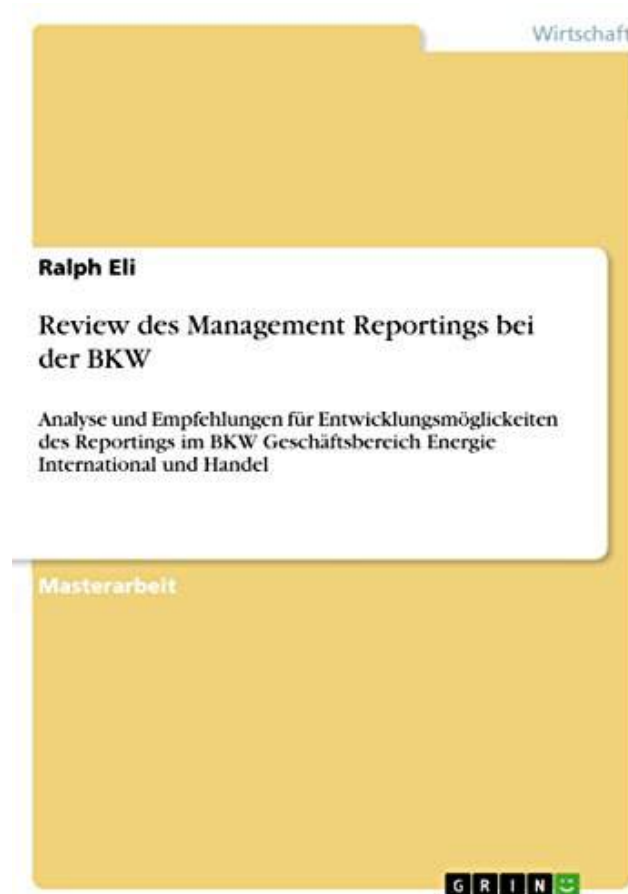 Wirtschaft
Ralph Eli
Review des Management Reportings bei
der BKW
Analyse und Empfehlungen für Entwicklungsmöglickeiten
des Reportings im BKW Geschäftsbereich Energie
International und Handel
Masterarbeit
GRIN